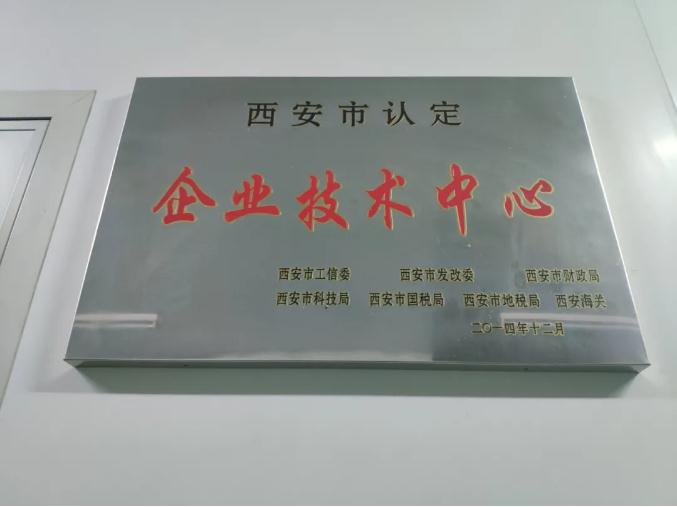 西安市认定
企业技术中心
西安市工信委 西安市发改委 西安市财政局
西安市科技局 西安市国税局 西安市地税局 西安海关
二〇一四年十二月